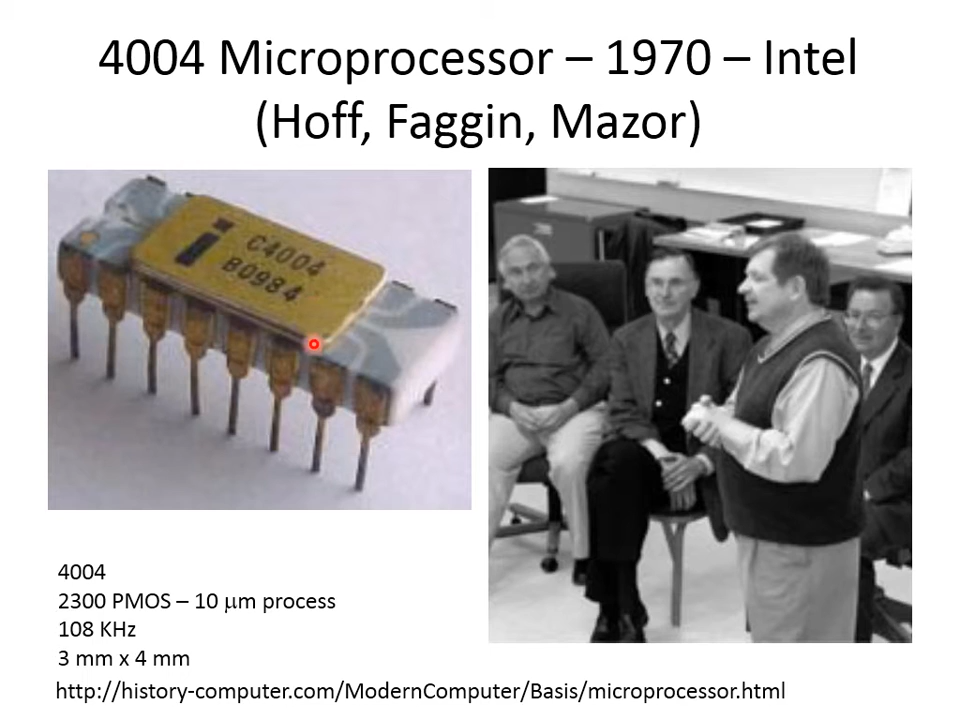 4004 Microprocessor – 1970 – Intel
(Hoff, Faggin, Mazor)
i
C4004
B0984
4004
2300 PMOS – 10 μm process
108 KHz
3 mm x 4 mm
http://history-computer.com/ModernComputer/Basis/microprocessor.html